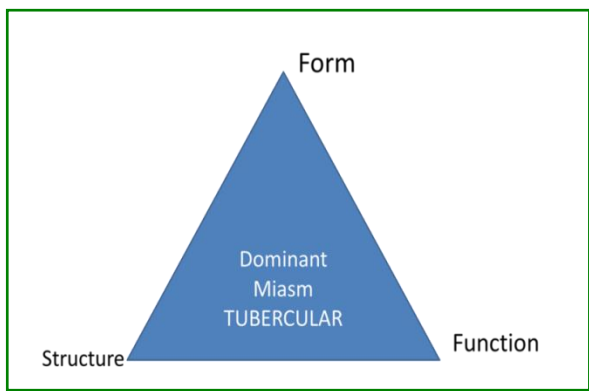 Form
Dominant
Miasm
TUBERCULAR
Structure
Function